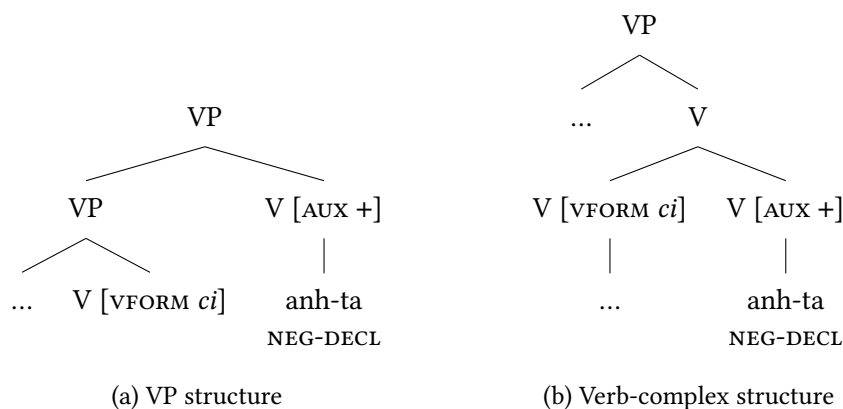 VP
VP
... V
VP V [AUX +]
V [VFORM ci] V [AUX +]
... V [VFORM ci] anh-ta
NEG-DECL
... anh-ta
NEG-DECL
(a) VP structure
(b) Verb-complex structure